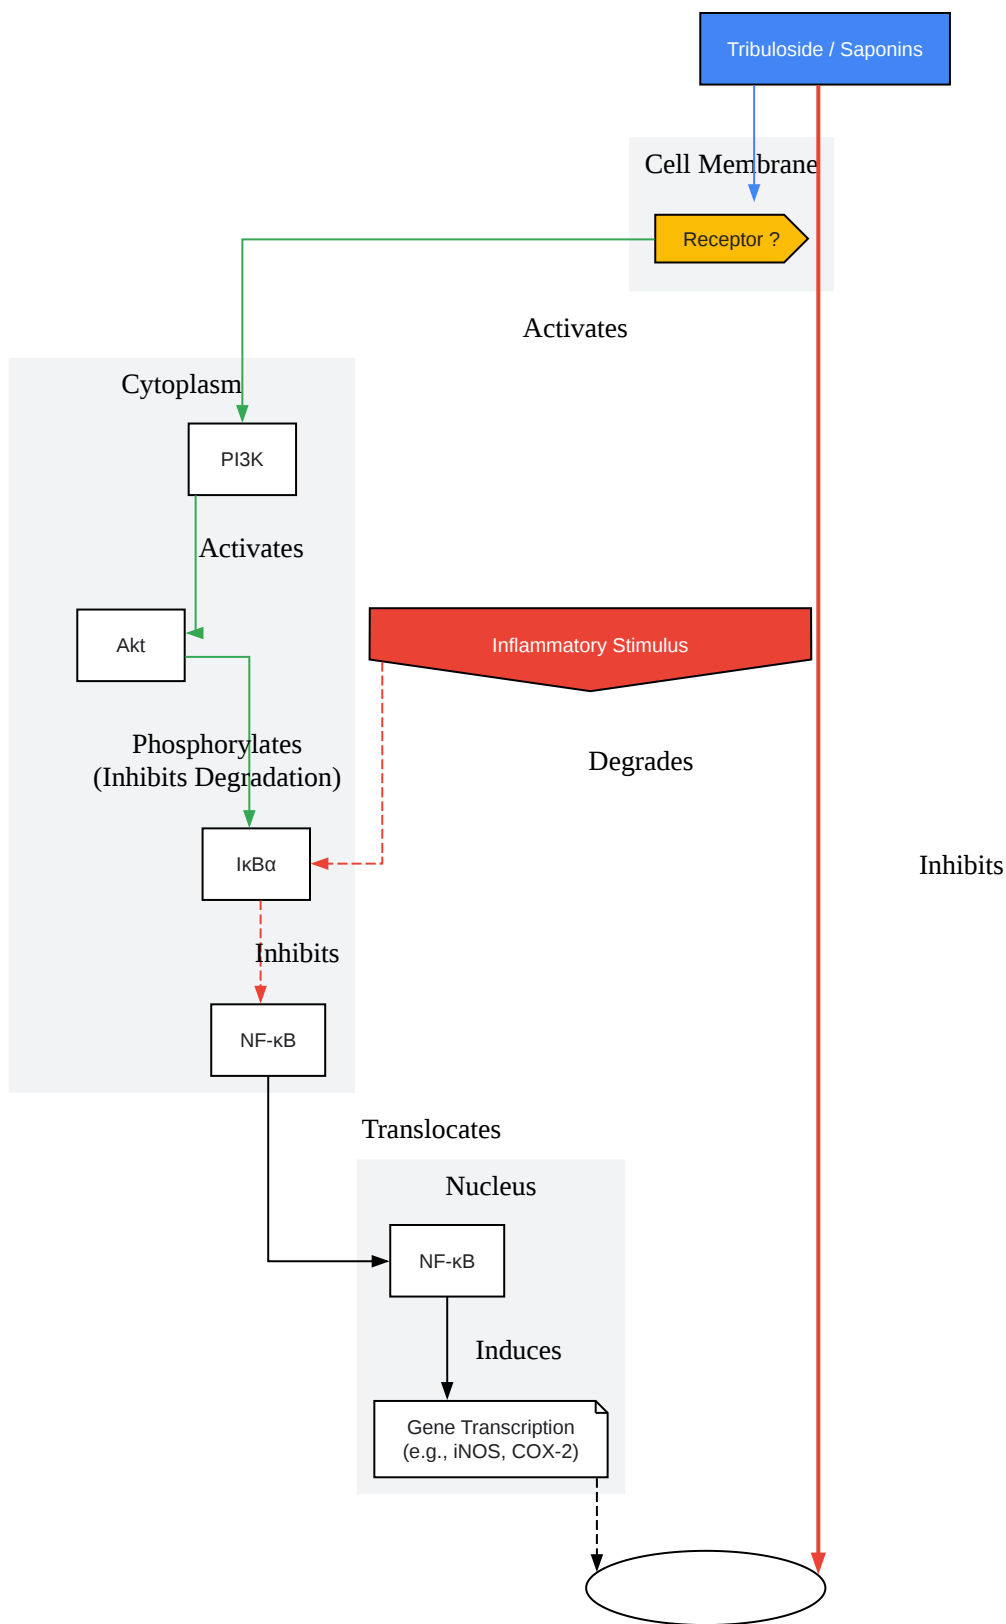 Tribuloside / Saponins
Cell Membrane
Receptor ?
Activates
Cytoplasm
PI3K
Activates
Akt
Inflammatory Stimulus
Phosphorylates
(Inhibits Degradation)
Degrades
IκBα
Inhibits
Inhibits
NF-κB
Translocates
Nucleus
NF-κB
Induces
Gene Transcription
(e.g., iNOS, COX-2)